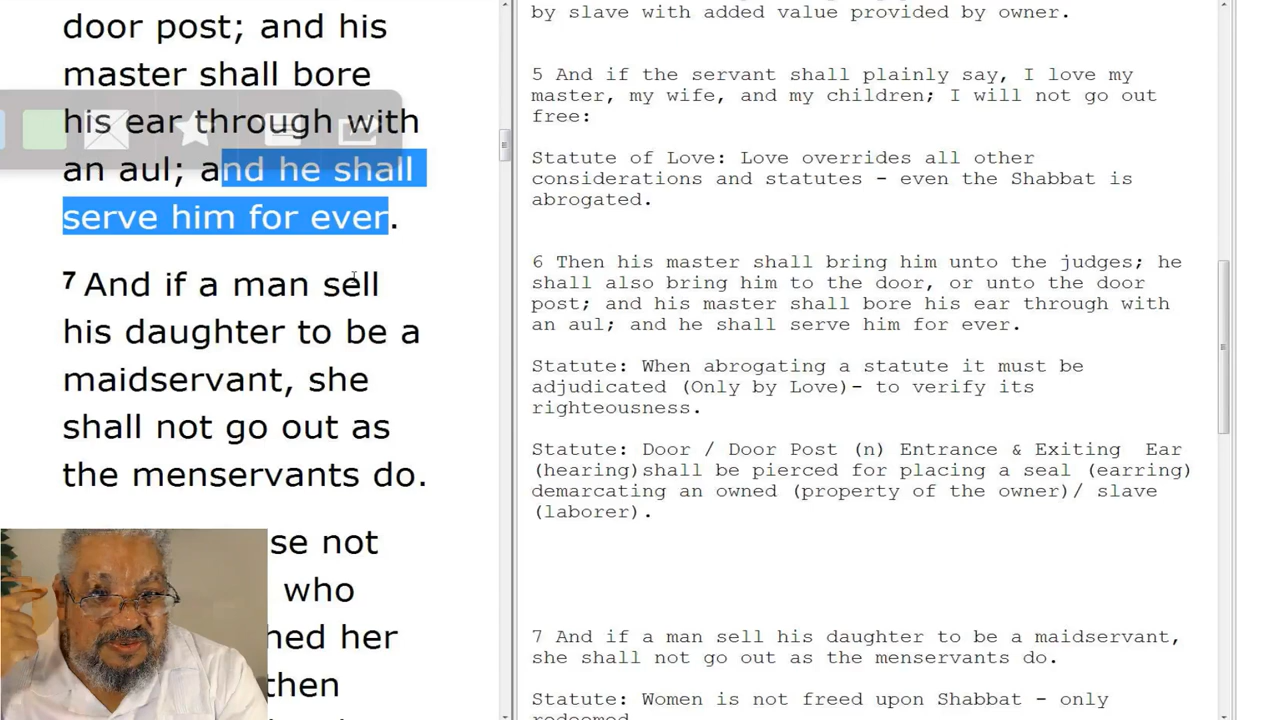 door post; and his
master shall bore
his ear through with
an aul; and he shall
serve him for ever.
7 And if a man sell
his daughter to be a
maidservant, she
shall not go out as
the menservants do.
se not
who
hed her
then
by slave with added value provided by owner.
5 And if the servant shall plainly say, I love my
master, my wife, and my children; I will not go out
free:
Statute of Love: Love overrides all other
considerations and statutes - even the Shabbat is
abrogated.
6 Then his master shall bring him unto the judges; he
shall also bring him to the door, or unto the door
post; and his master shall bore his ear through with
an aul; and he shall serve him for ever.
Statute: When abrogating a statute it must be
adjudicated (Only by Love)- to verify its
righteousness.
Statute: Door / Door Post (n) Entrance & Exiting  Ear
(hearing)shall be pierced for placing a seal (earring)
demarcating an owned (property of the owner)/ slave
(laborer).
7 And if a man sell his daughter to be a maidservant,
she shall not go out as the menservants do.
Statute: Women is not freed upon Shabbat - only
redeemed